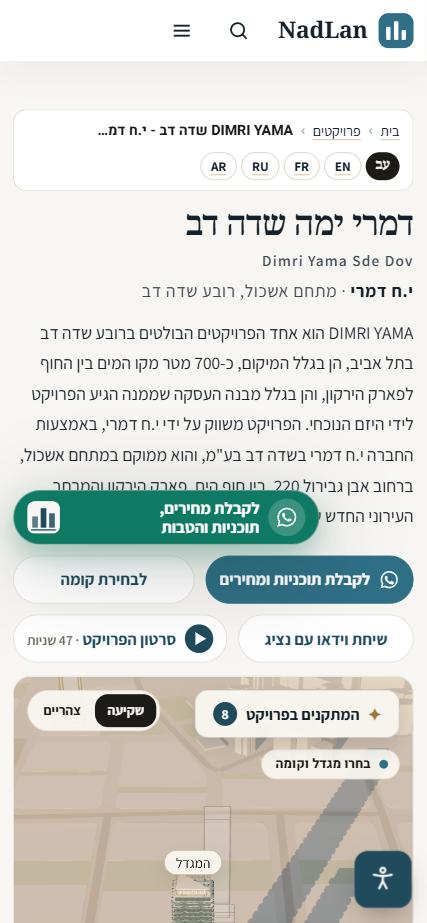 NadLan
בית › פרויקטים › DIMRI YAMA שדה דב - י.ח דמ...
עב EN FR RU AR
דמרי ימה שדה דב
Dimri Yama Sde Dov
י.ח דמרי · מתחם אשכול, רובע שדה דב
DIMRI YAMA הוא אחד הפרויקטים הבולטים ברובע שדה דב
בתל אביב, הן בגלל המיקום, כ-700 מטר מקו המים בין החוף
לפארק הירקון, והן בגלל מבנה העסקה שממנה הגיע הפרויקט
לידי היזם הנוכחי. הפרויקט משווק על ידי י.ח דמרי, באמצעות
החברה י.ח דמרי בשדה דב בע"מ, והוא ממוקם במתחם אשכול,
ברחוב אבן גבירול 220, בין חוף הים, פארק הירקון והמרחב
העירוני החדש
לקבלת מחירים,
תוכניות והטבות
לקבלת תוכניות ומחירים
לבחירת קומה
שיחת וידאו עם נציג
סרטון הפרויקט · 47 שניות
המתקנים בפרויקט 8
שקיעה צהריים
בחרו מגדל וקומה
המגדל